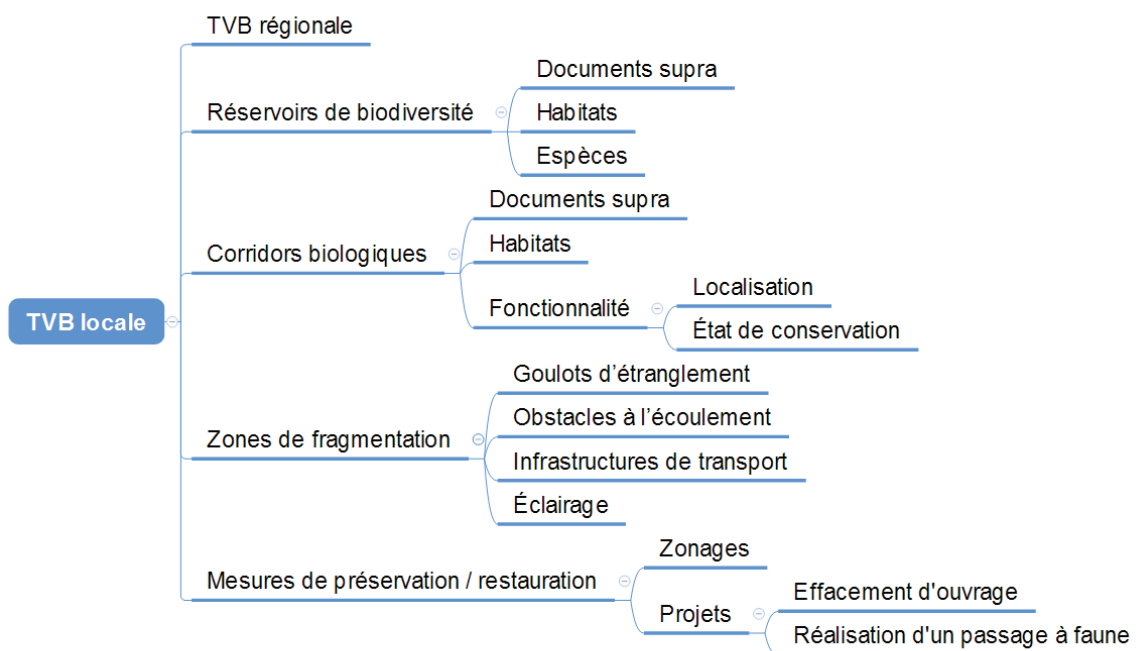 TVB locale
TVB régionale
Réservoirs de biodiversité
Documents supra
Habitats
Espèces
Corridors biologiques
Documents supra
Habitats
Fonctionnalité
Localisation
État de conservation
Zones de fragmentation
Goulots d’étranglement
Obstacles à l’écoulement
Infrastructures de transport
Éclairage
Mesures de préservation / restauration
Zonages
Projets
Effacement d'ouvrage
Réalisation d'un passage à faune